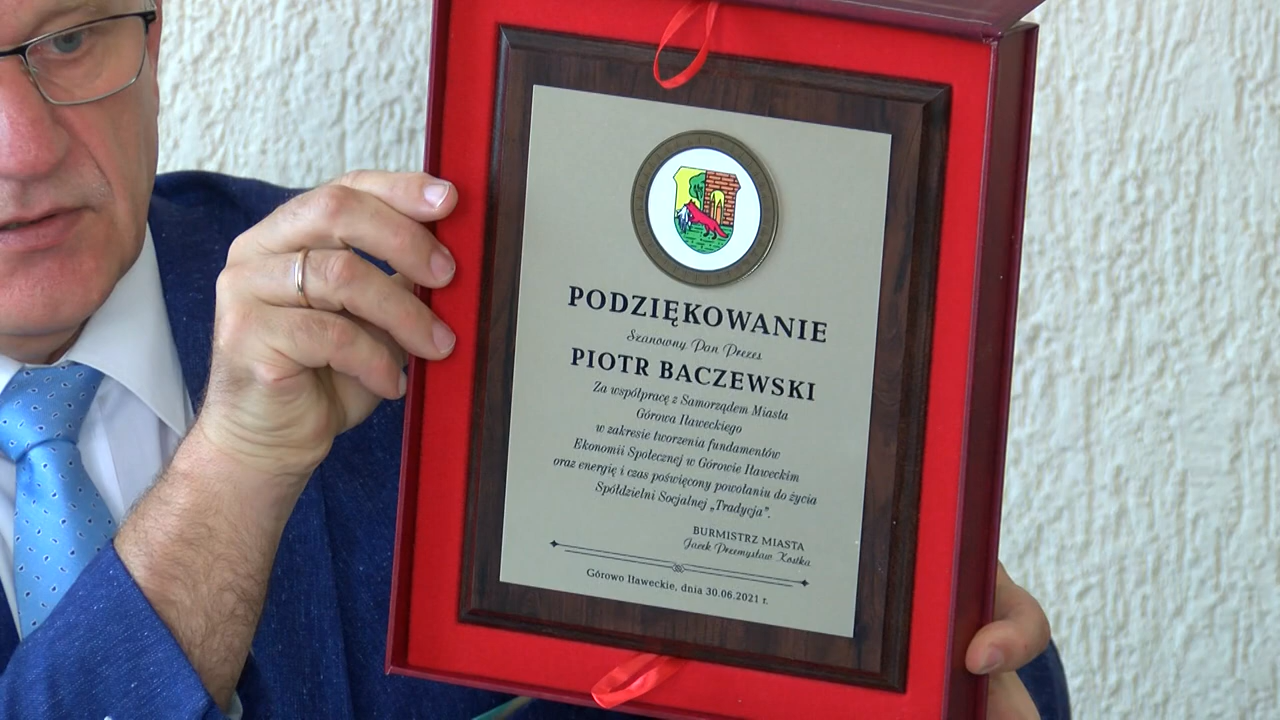 PODZIĘKOWANIE
Szanowny Pan Prezes
PIOTR BACZEWSKI
Za współpracę z Samorządem Miasta
Górowa Iławeckiego
w zakresie tworzenia fundamentów
Ekonomii Społecznej w Górowie Iławeckim
oraz energię i czas poświęcony powołaniu do życia
Spółdzielni Socjalnej „Tradycja”.
BURMISTRZ MIASTA
Jacek Przemysław Kostka
Górowo Iławeckie, dnia 30.06.2021 r.